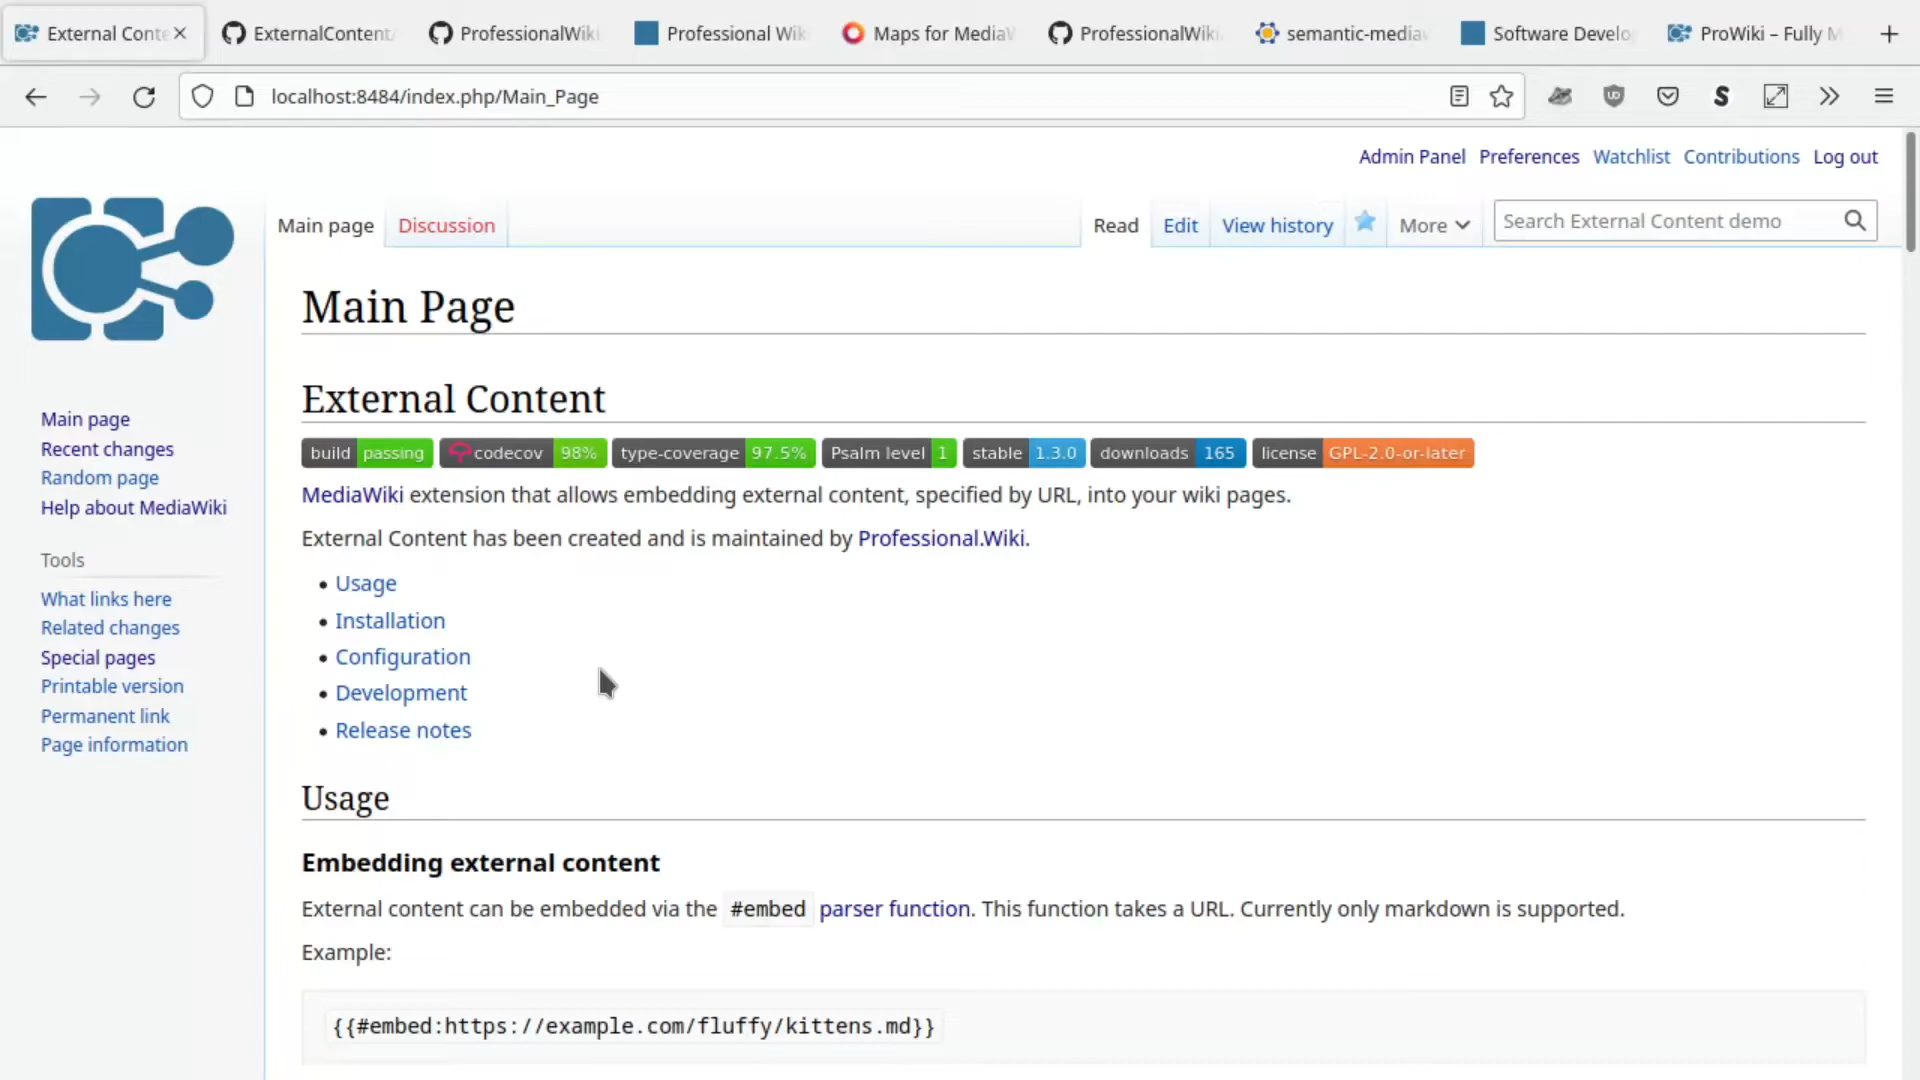 External Conte
ExternalContent/
ProfessionalWiki
Professional Wik
Maps for MediaW
ProfessionalWiki
semantic-mediaw
Software Develo
ProWiki – Fully M
localhost:8484/index.php/Main_Page
Admin Panel Preferences Watchlist Contributions Log out
Main page Discussion Read Edit View history More Search External Content demo
Main Page
External Content
build passing codecov 98% type-coverage 97.5% Psalm level 1 stable 1.3.0 downloads 165 license GPL-2.0-or-later
MediaWiki extension that allows embedding external content, specified by URL, into your wiki pages.
External Content has been created and is maintained by Professional.Wiki.
Usage
Installation
Configuration
Development
Release notes
Usage
Embedding external content
External content can be embedded via the #embed parser function. This function takes a URL. Currently only markdown is supported.
Example:
{{#embed:https://example.com/fluffy/kittens.md}}
Main page
Recent changes
Random page
Help about MediaWiki
Tools
What links here
Related changes
Special pages
Printable version
Permanent link
Page information